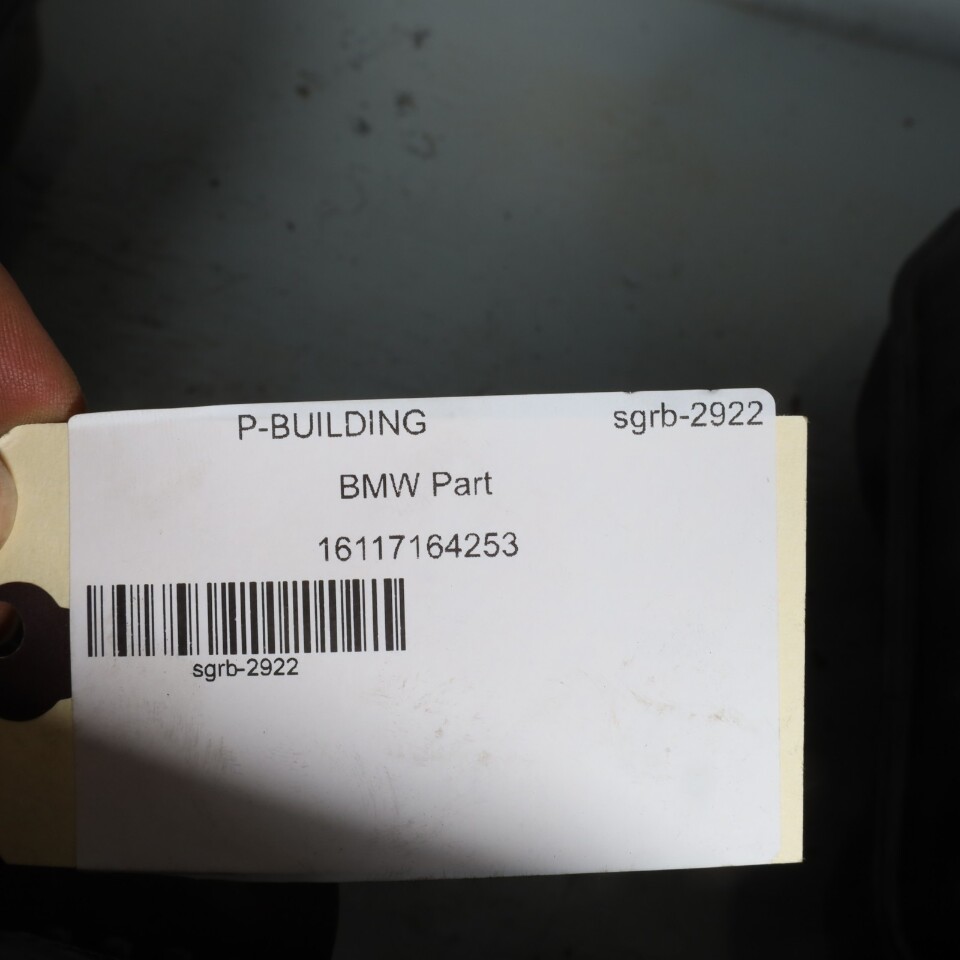 P-BUILDING sgrb-2922
BMW Part
16117164253
sgrb-2922